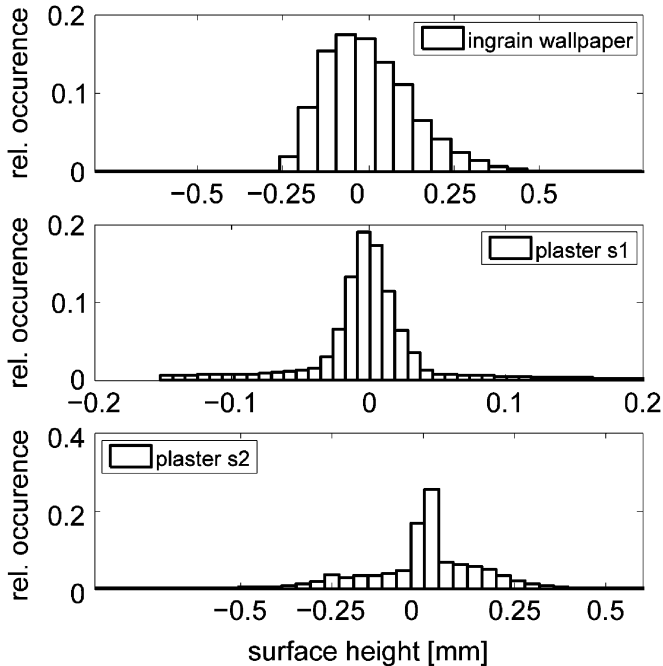 rel. occurence
0.2
0.1
0
ingrain wallpaper
−0.5 −0.25 0 0.25 0.5
rel. occurence
0.2
0.1
0
plaster s1
−0.2 −0.1 0 0.1 0.2
rel. occurence
0.4
0.2
0
plaster s2
−0.5 −0.25 0 0.25 0.5
surface height [mm]